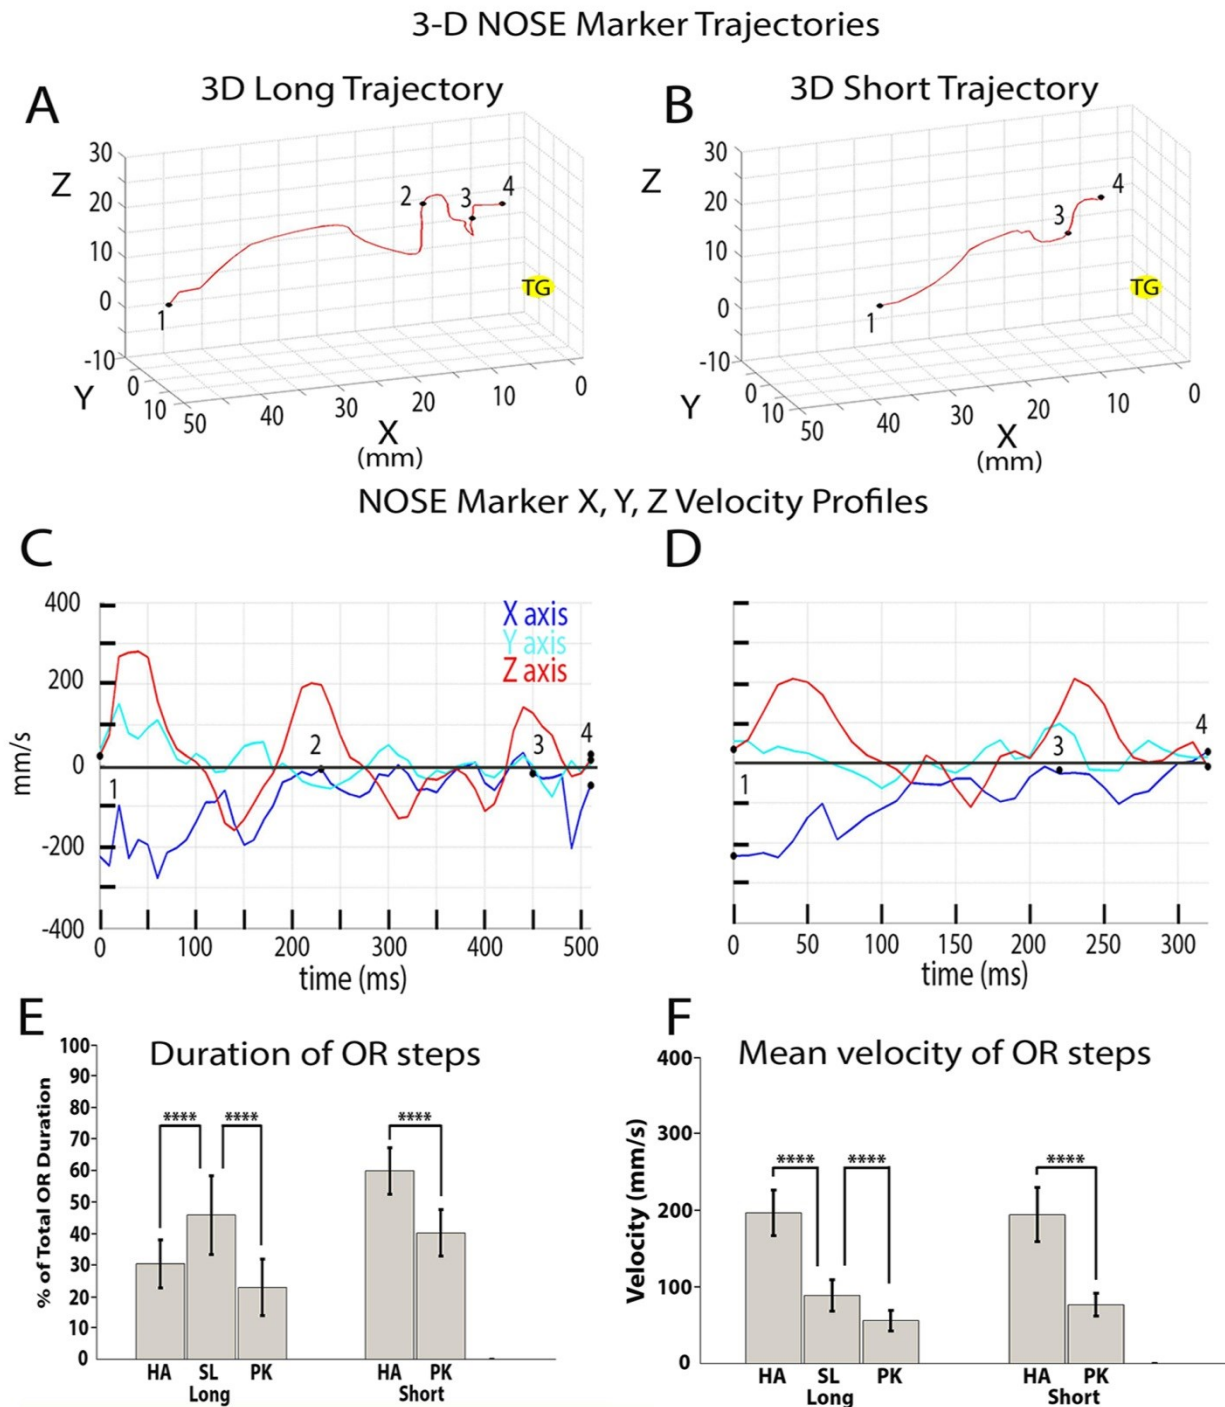 3-D NOSE Marker Trajectories
A
3D Long Trajectory
B
3D Short Trajectory
Z
30
20
10
0
-10
1
2
3
4
TG
Y
0
10
50
40
30
20
10
0
X
(mm)
Z
30
20
10
0
-10
1
3
4
TG
Y
0
10
50
40
30
20
10
0
X
(mm)
NOSE Marker X, Y, Z Velocity Profiles
C
D
mm/s
400
200
0
-200
-400
X axis
Y axis
Z axis
1
2
3
4
0 100 200 300 400 500
time (ms)
1
3
4
0 50 100 150 200 250 300
time (ms)
E
Duration of OR steps
% of Total OR Duration
100
90
80
70
60
50
40
30
20
10
0
**** **** ****
HA SL PK HA PK
Long Short
F
Mean velocity of OR steps
Velocity (mm/s)
400
300
200
100
0
**** **** ****
HA SL PK HA PK
Long Short